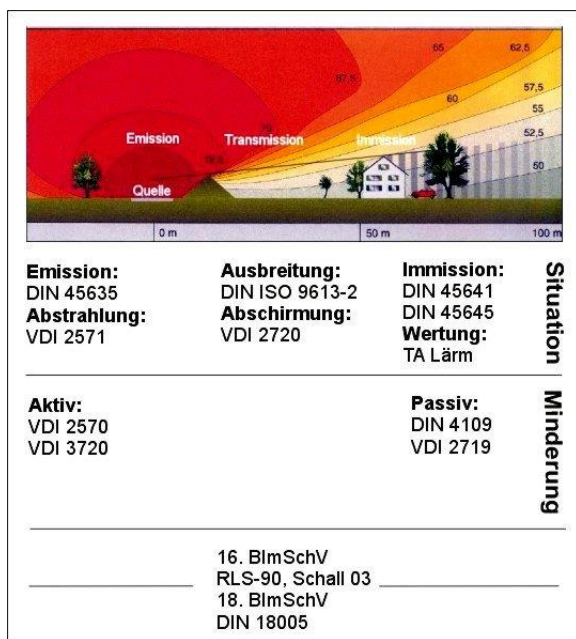 65
62,5
67,5
57,5
60
55
52,5
50
Emission Transmission Immission
Quelle
0 m 50 m 100 m
Emission:
DIN 45635
Abstrahlung:
VDI 2571
Ausbreitung:
DIN ISO 9613-2
Abschirmung:
VDI 2720
Immission:
DIN 45641
DIN 45645
Wertung:
TA Lärm
Situation
Aktiv:
VDI 2570
VDI 3720
Passiv:
DIN 4109
VDI 2719
Minderung
16. BImSchV
RLS-90, Schall 03
18. BImSchV
DIN 18005